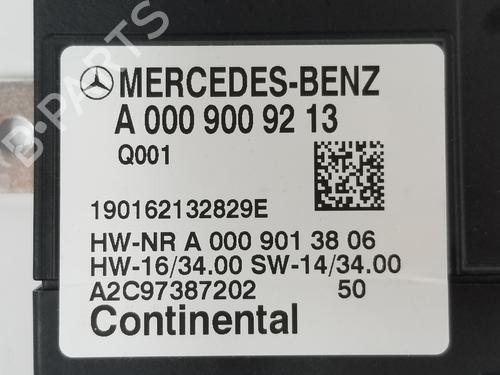 MERCEDES-BENZ
A 000 900 92 13
Q001
190162132829E
HW-NR A 000 901 38 06
HW-16/34.00 SW-14/34.00
A2C97387202 50
Continental
B-PARTS